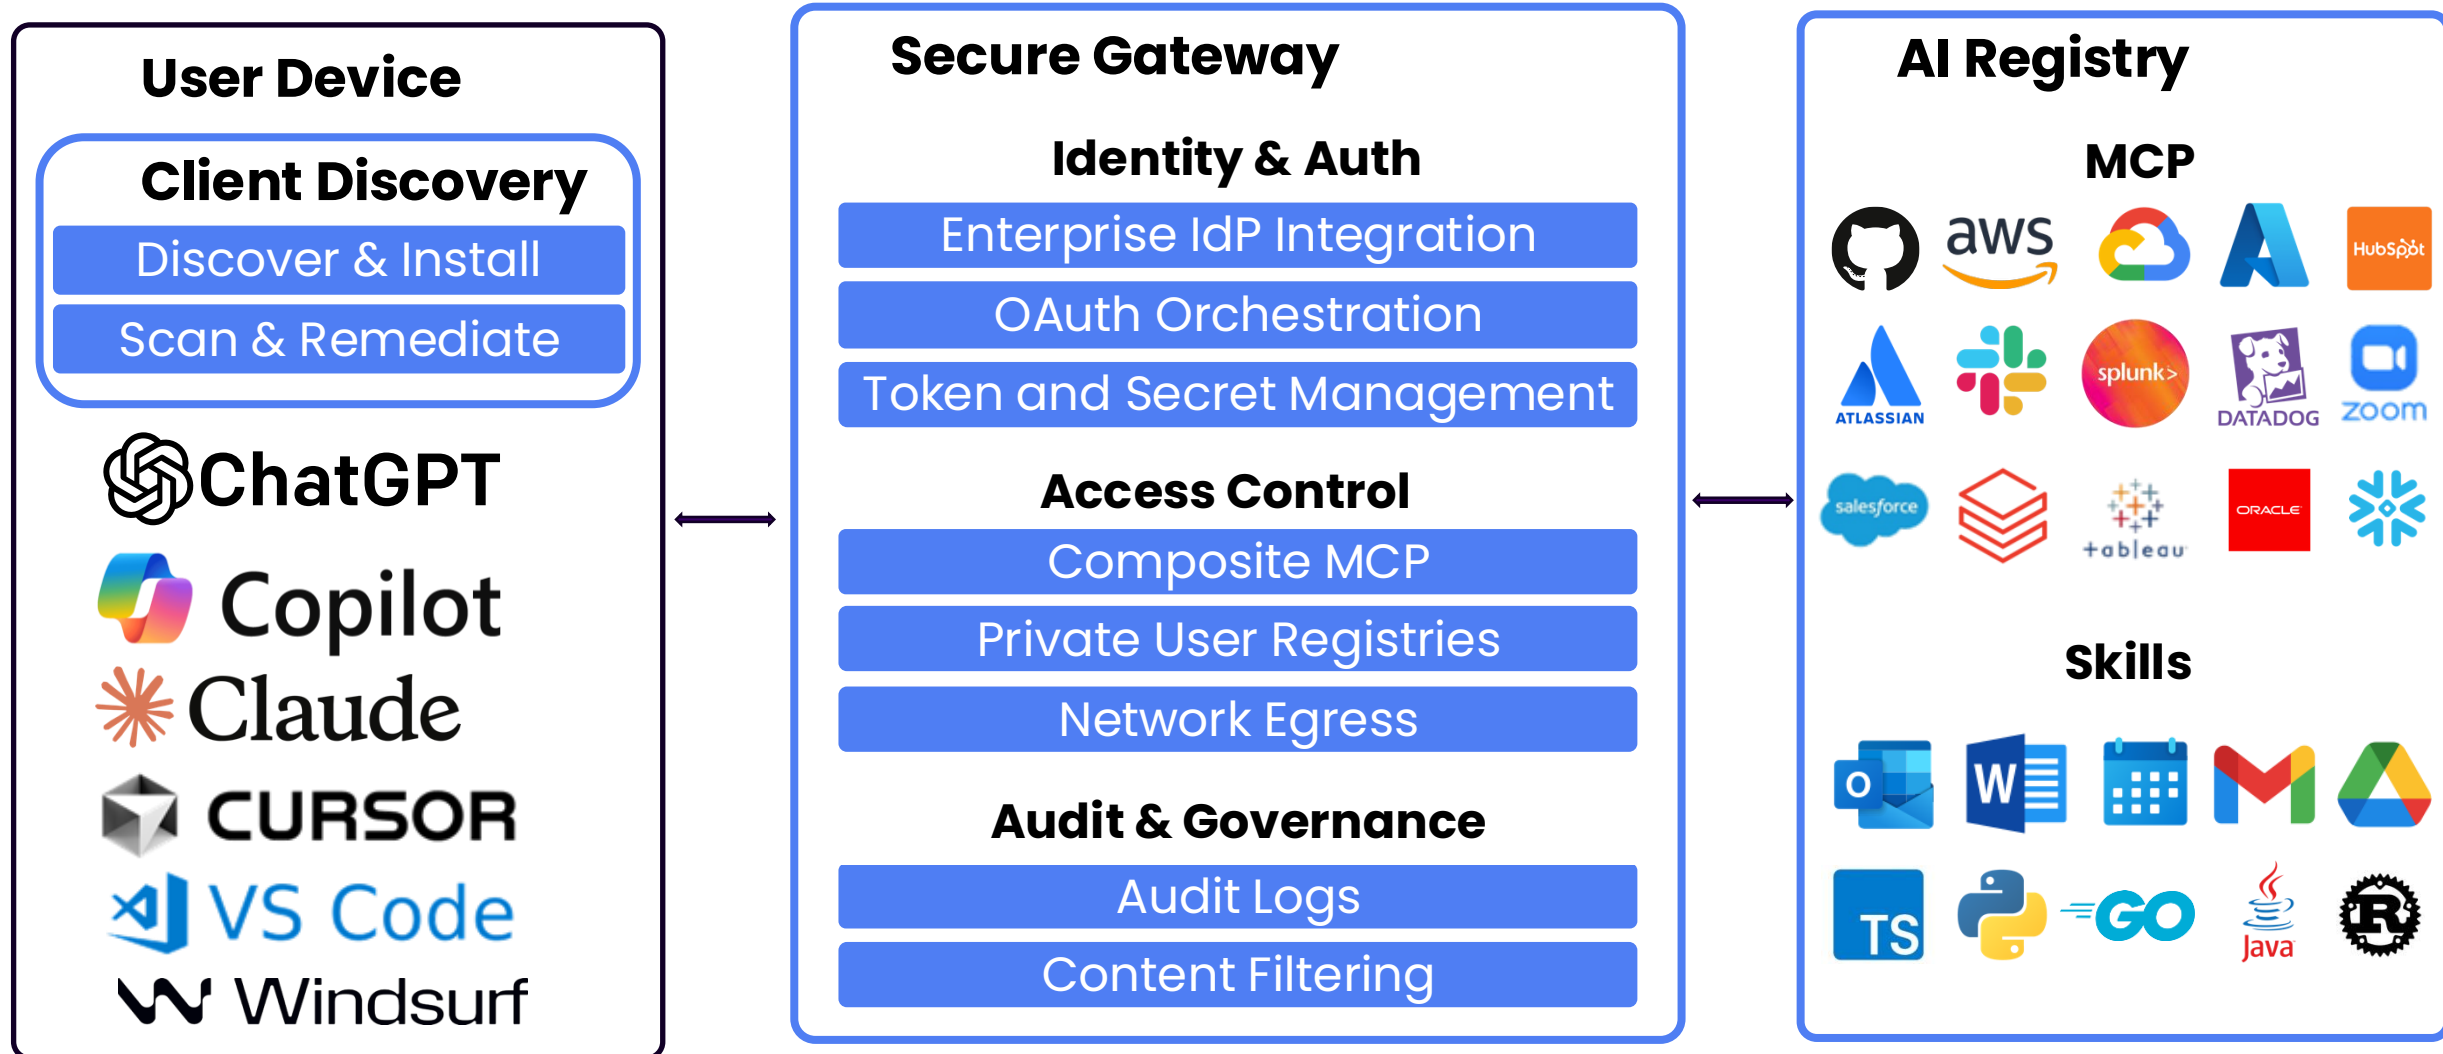 User Device
Client Discovery
Discover & Install
Scan & Remediate
ChatGPT
Copilot
Claude
CURSOR
VS Code
Windsurf
Secure Gateway
Identity & Auth
Enterprise IdP Integration
OAuth Orchestration
Token and Secret Management
Access Control
Composite MCP
Private User Registries
Network Egress
Audit & Governance
Audit Logs
Content Filtering
AI Registry
MCP
aws
HubSpot
ATLASSIAN
splunk>
DATADOG
zoom
salesforce
+ableau
ORACLE
Skills
O
W
TS
GO
Java
R